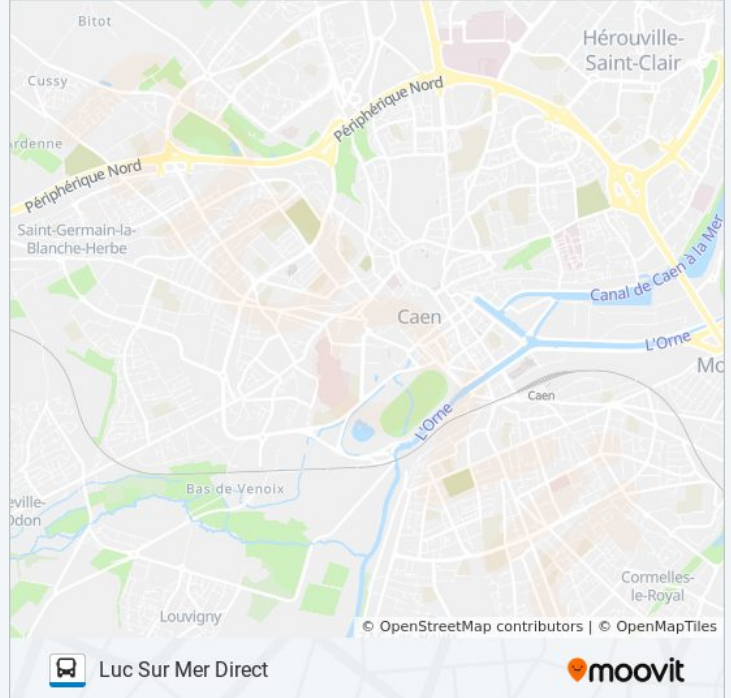 Bitot
Hérouville-
Saint-Clair
Cussy
Périphérique Nord
Ardenne
Périphérique Nord
Saint-Germain-la-
Blanche-Herbe
Canal de Caen à la Mer
Caen
L'Orne
Mo
Caen
L'Orne
Bas de Venoix
eville-
Odon
Cormelles-
le-Royal
Louvigny
© OpenStreetMap contributors | © OpenMapTiles
Luc Sur Mer Direct
moovit